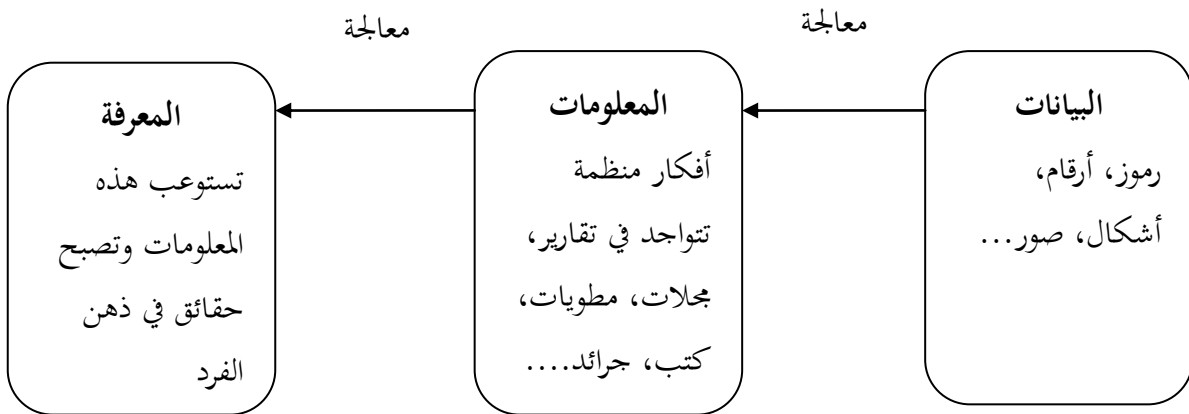 معالجة
معالجة
البيانات
رموز، أرقام،
أشكال، صور...
المعلومات
أفكار منظمة
تتواجد في تقارير،
مجلات، مطويات،
كتب، جرائد....
المعرفة
تستوعب هذه
المعلومات وتصبح
حقائق في ذهن
الفرد